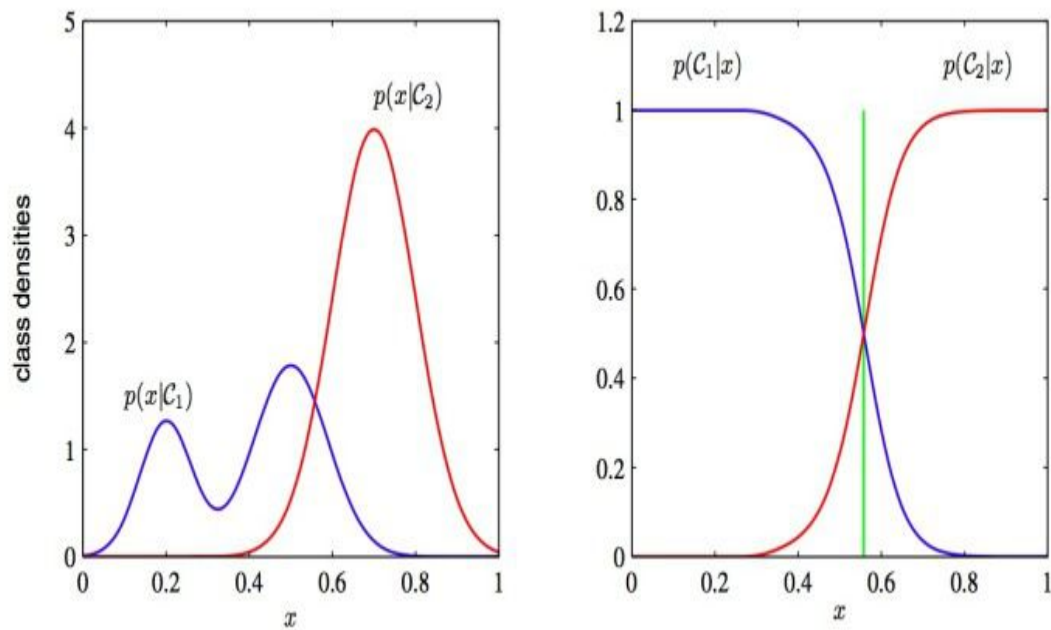 class densities
5
4
3
2
1
0
p(x|C₂)
p(x|C₁)
0 0.2 0.4 0.6 0.8 1
x
1.2
1
0.8
0.6
0.4
0.2
0
p(C₁|x) p(C₂|x)
0 0.2 0.4 0.6 0.8 1
x